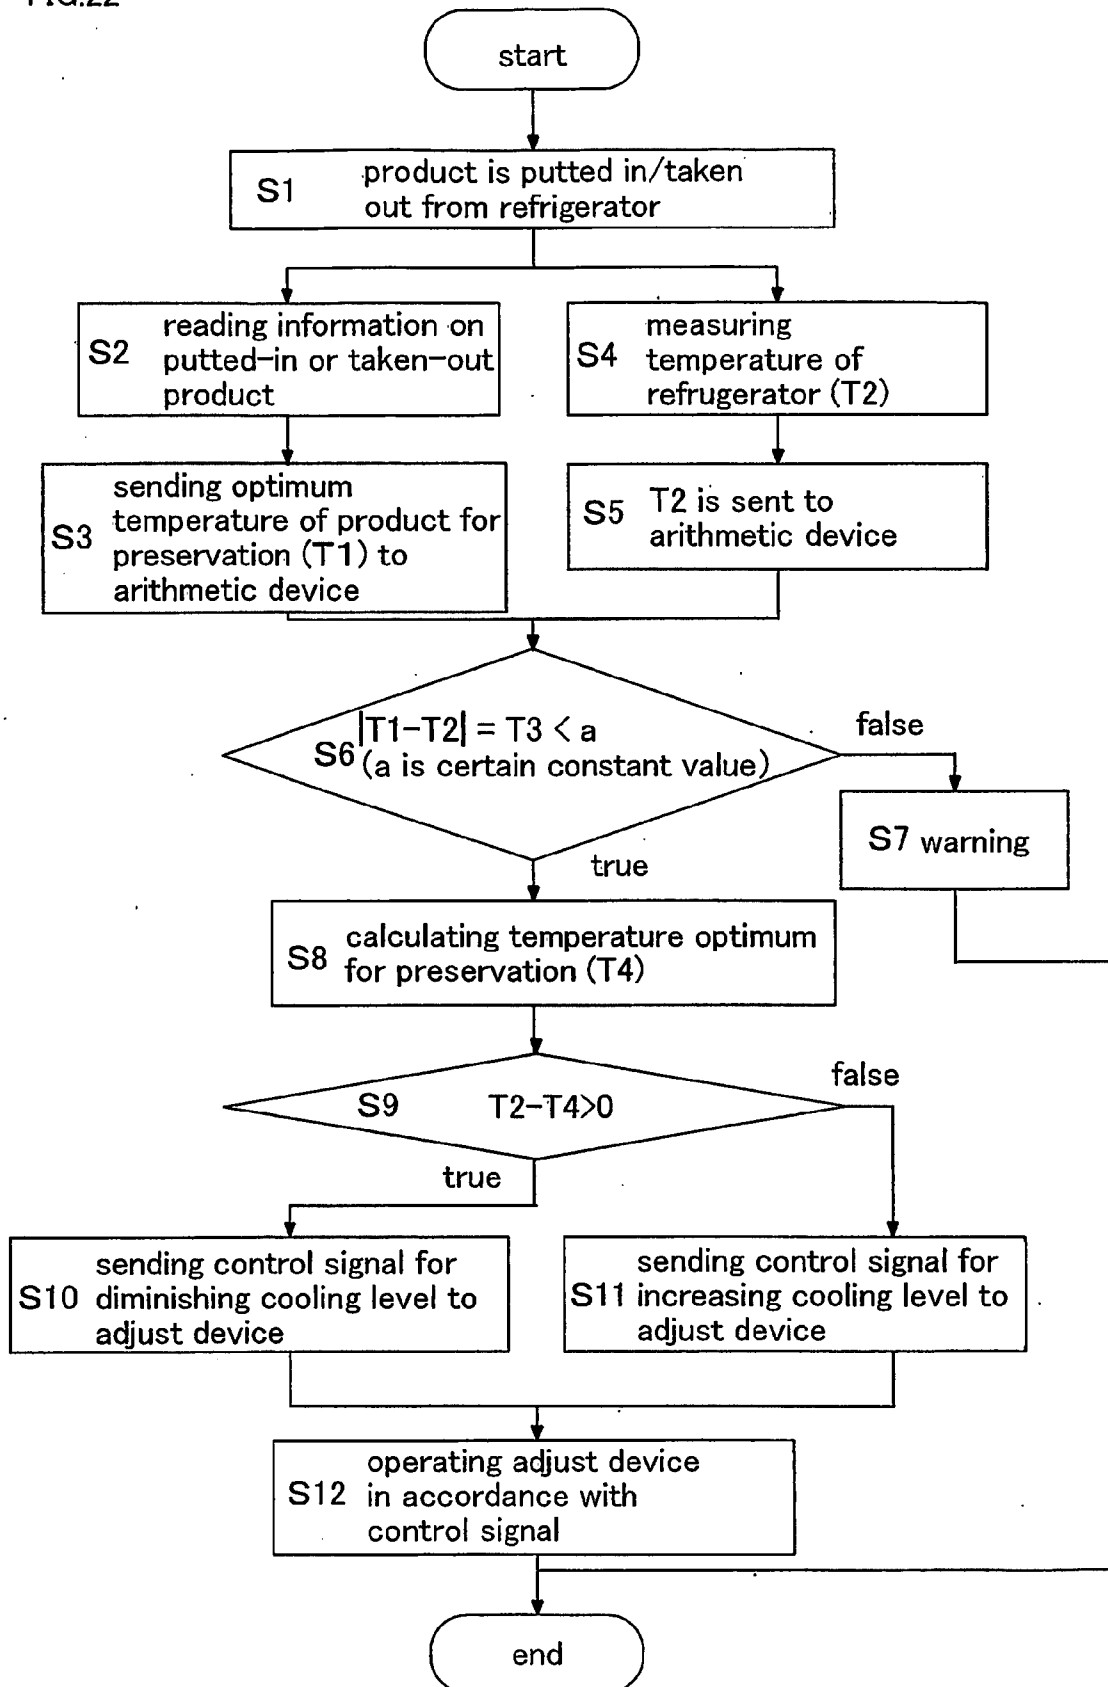 FIG.22
start
S1
product is putted in/taken
out from refrigerator
S2
reading information on
putted-in or taken-out
product
S4
measuring
temperature of
refrugerator (T2)
S3
sending optimum
temperature of product for
preservation (T1) to
arithmetic device
S5
T2 is sent to
arithmetic device
S6
|T1-T2| = T3 < a
(a is certain constant value)
false
S7 warning
true
S8
calculating temperature optimum
for preservation (T4)
S9 T2-T4>0
false
true
S10
sending control signal for
diminishing cooling level to
adjust device
S11
sending control signal for
increasing cooling level to
adjust device
S12
operating adjust device
in accordance with
control signal
end